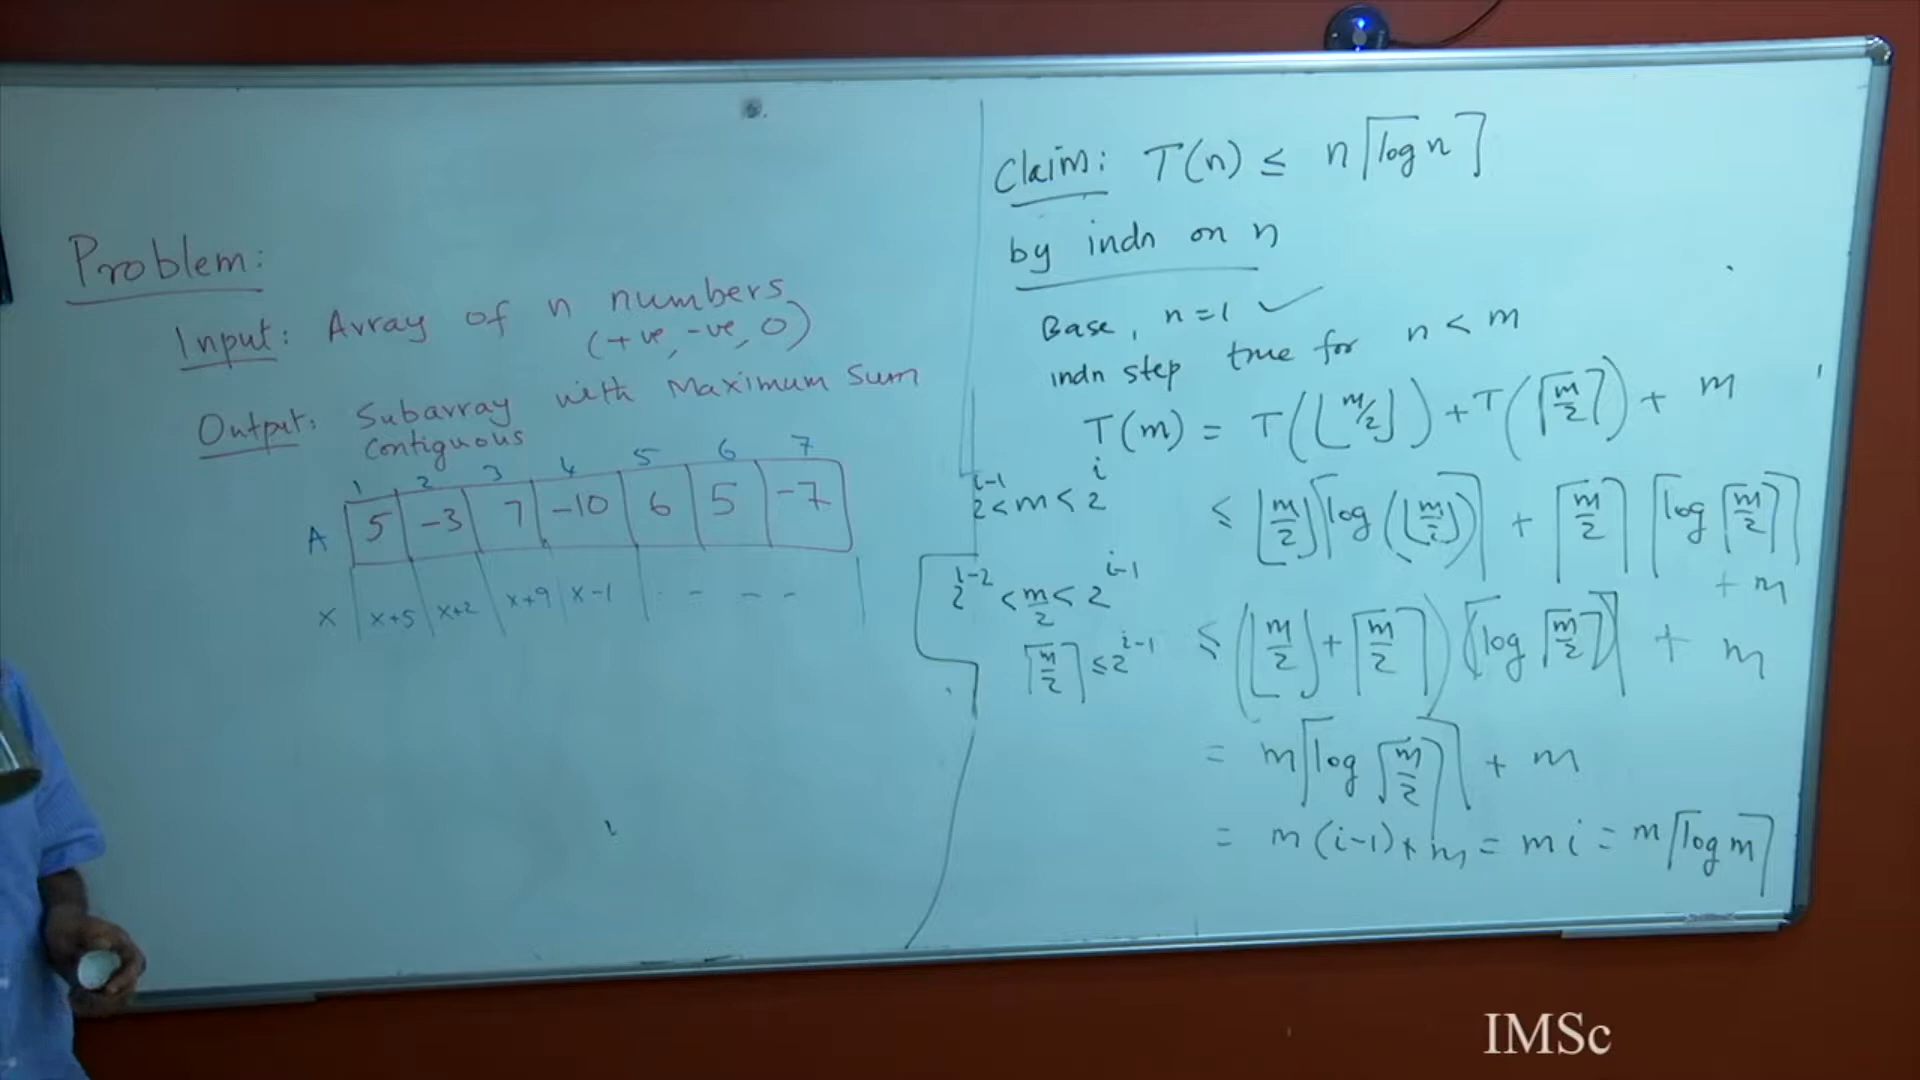 Problem:
Input: Array of n numbers
(+ve, -ve, 0)
Output: Subarray with Maximum Sum
contiguous
1 2 3 4 5 6 7
A 5 -3 7 -10 6 5 -7
x x+5 x+2 x+9 x-1 - - - -
Claim: T(n) ≤ n⌈log n⌉
by indn on n
Base, n=1 ✓
indn step true for n < m
T(m) = T(⌊m/2⌋) + T(⌈m/2⌉) + m
2^{i-1} < m < 2^i
≤ ⌊m/2⌋⌈log(⌊m/2⌋)⌉ + ⌈m/2⌉⌈log⌈m/2⌉⌉
+ m
2^{i-2} < m/2 < 2^{i-1}
⌈m/2⌉ ≤ 2^{i-1}
≤ (⌊m/2⌋ + ⌈m/2⌉)⌈log⌈m/2⌉⌉ + m
= m⌈log⌈m/2⌉⌉ + m
= m(i-1)+m = mi = m⌈log m⌉
IMSc